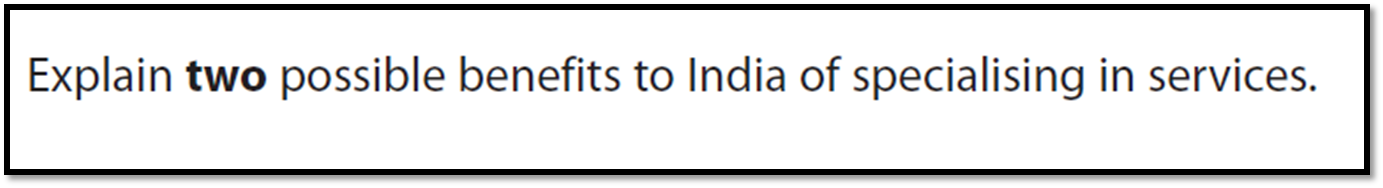 Explain two possible benefits to India of specialising in services.